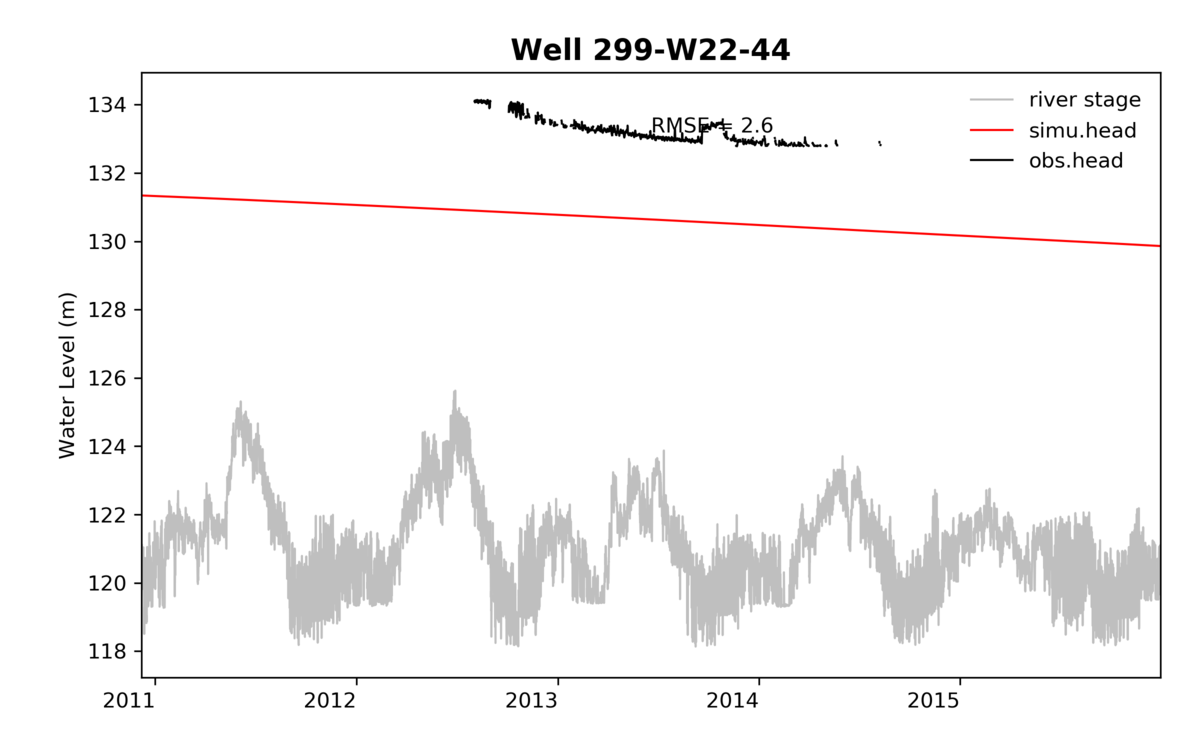 Well 299-W22-44
134
132
130
128
126
124
122
120
118
Water Level (m)
RMSE = 2.6
river stage
simu.head
obs.head
2011 2012 2013 2014 2015